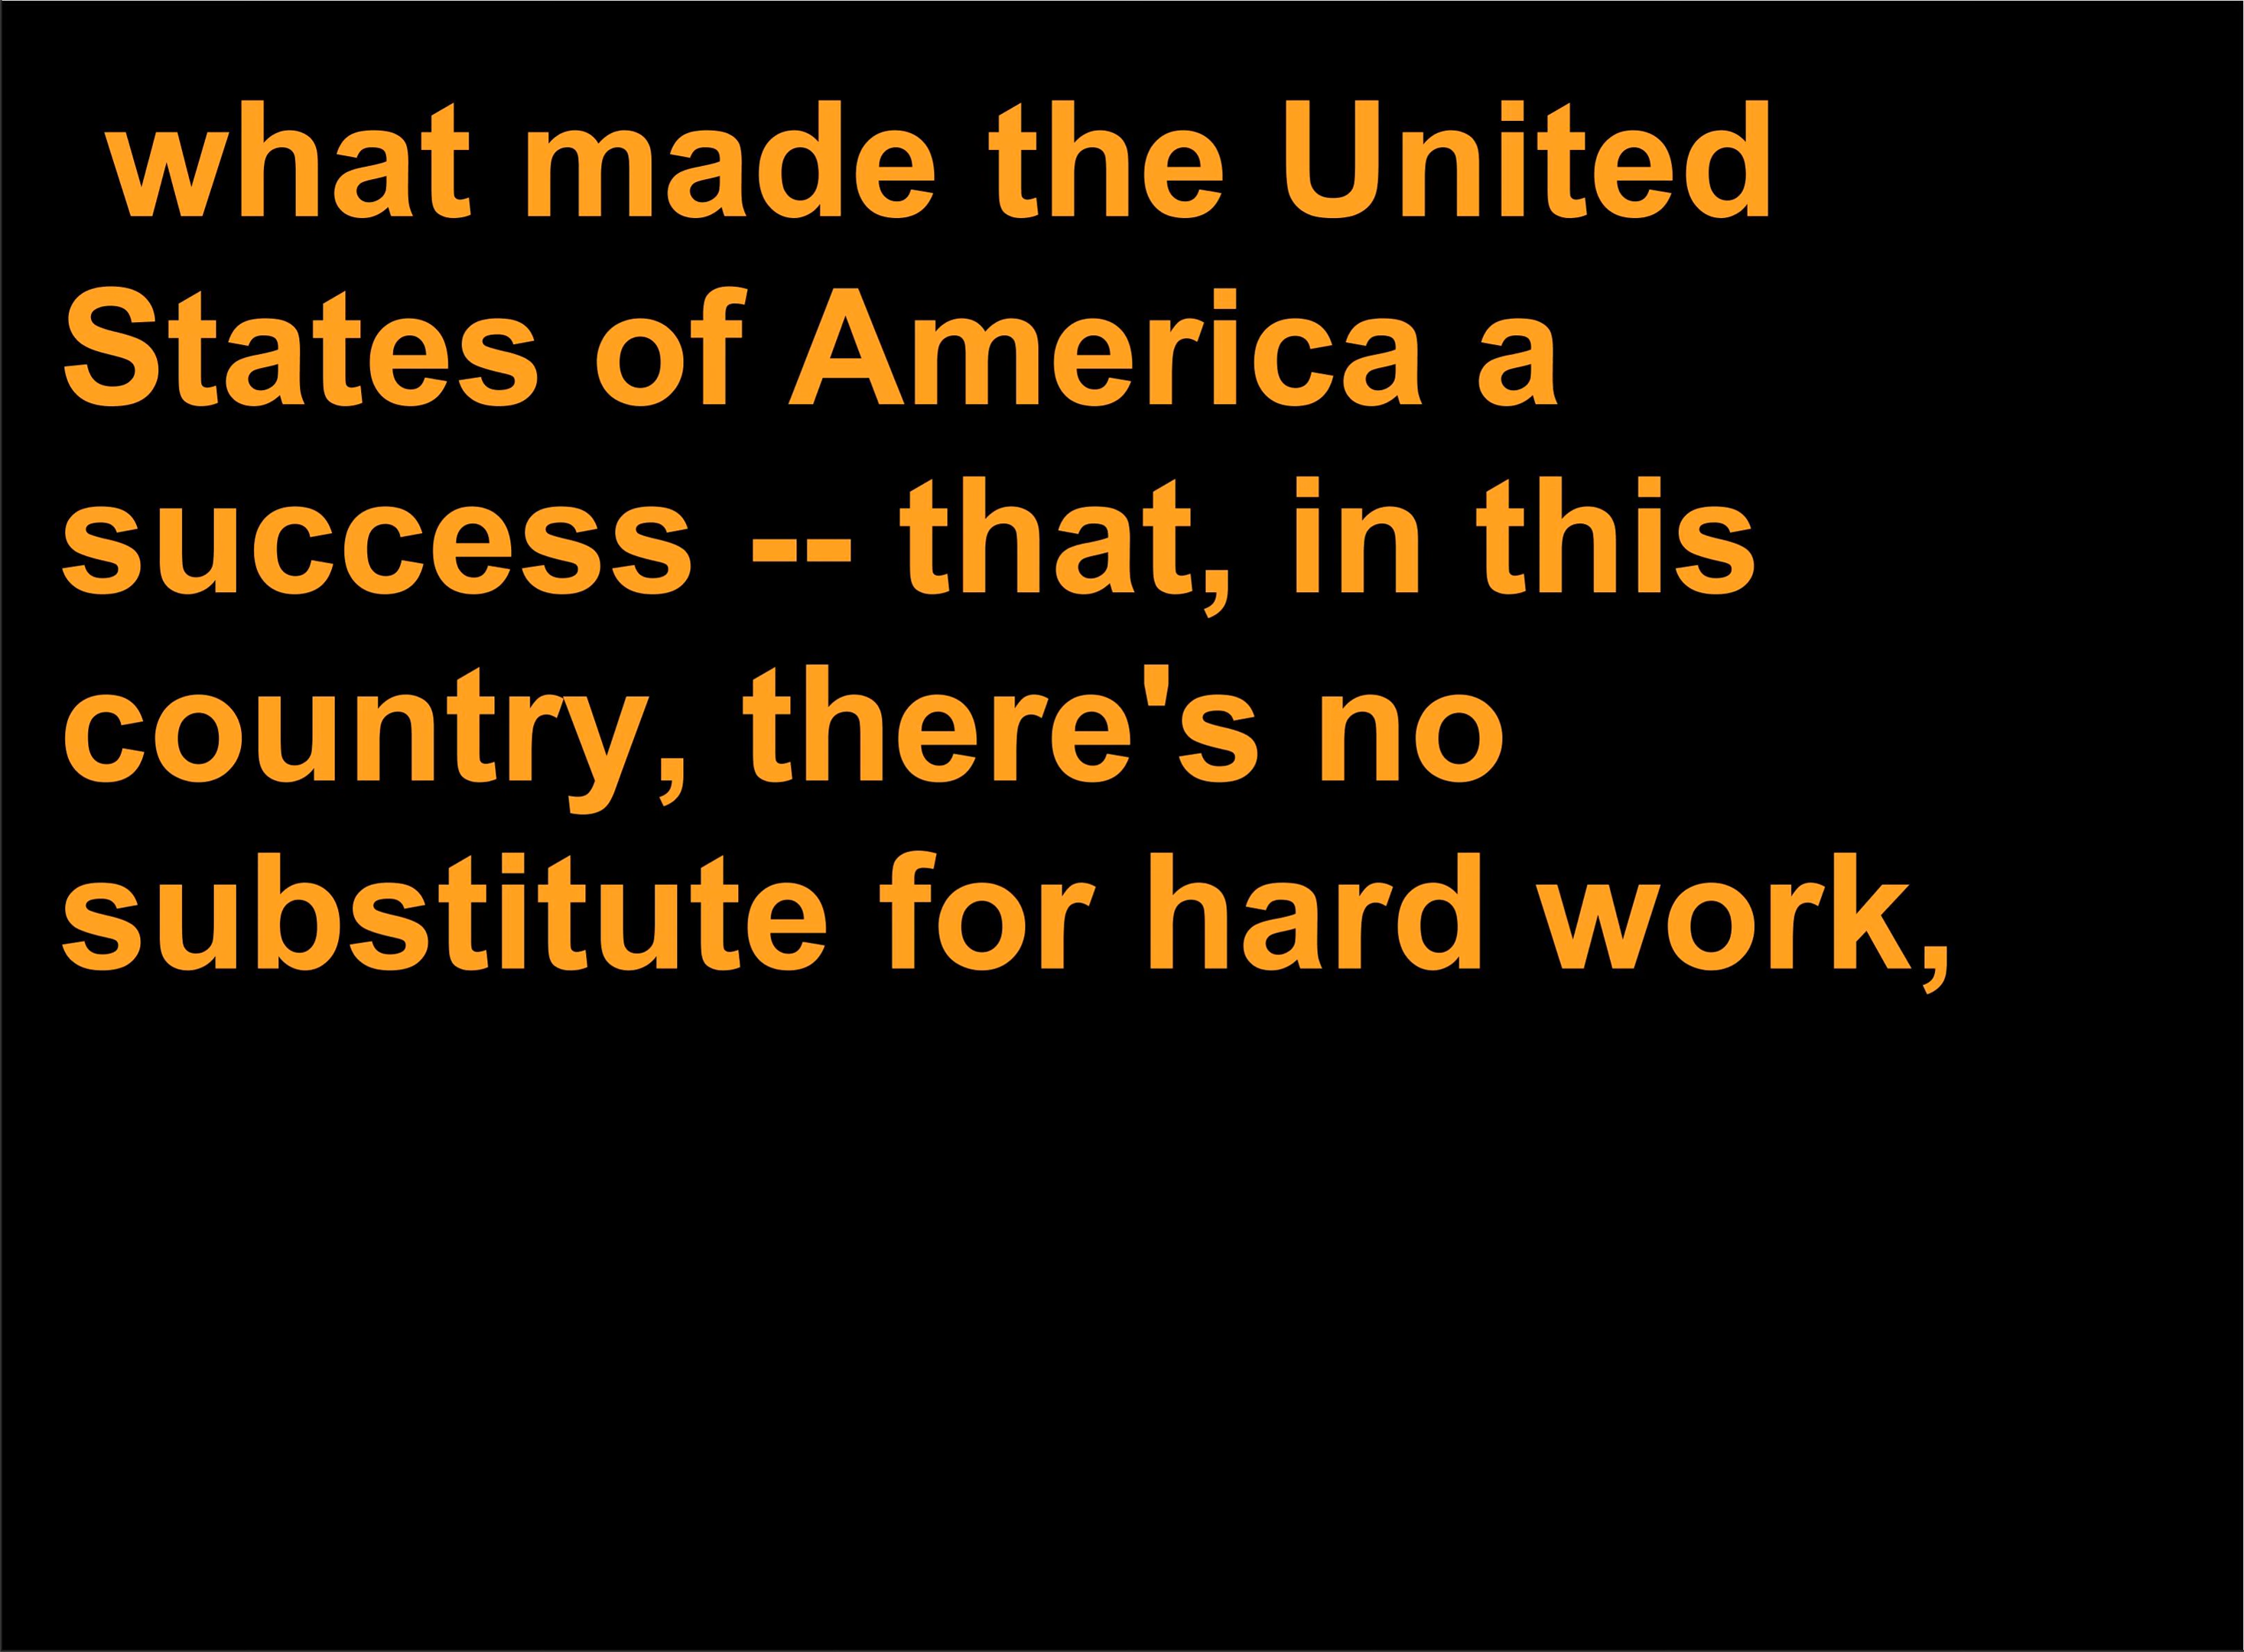 what made the United
States of America a
success -- that, in this
country, there's no
substitute for hard work,